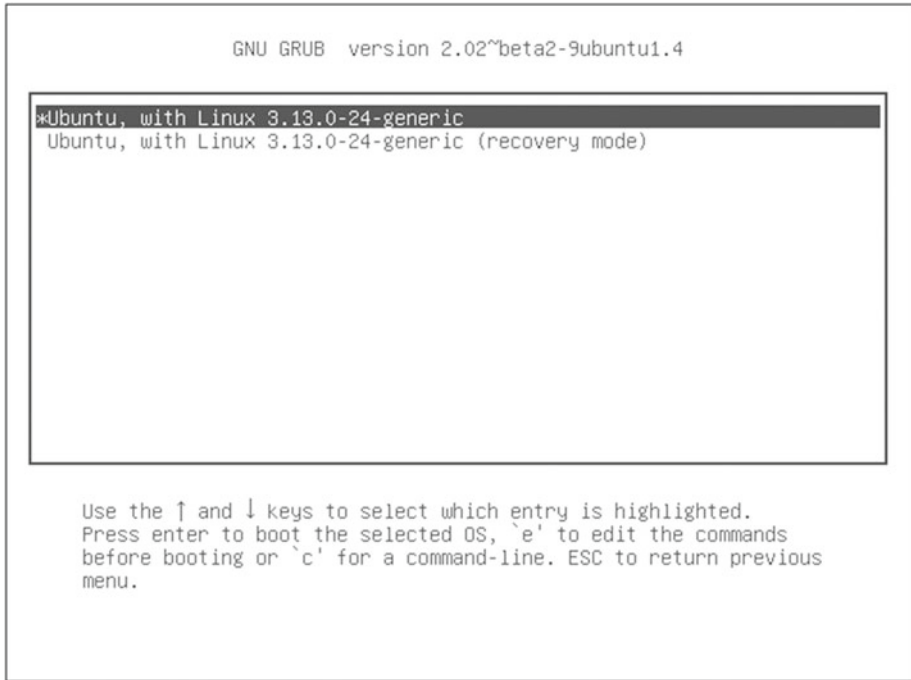 GNU GRUB version 2.02~beta2-9ubuntu1.4
*Ubuntu, with Linux 3.13.0-24-generic
Ubuntu, with Linux 3.13.0-24-generic (recovery mode)
Use the ↑ and ↓ keys to select which entry is highlighted.
Press enter to boot the selected OS, `e' to edit the commands
before booting or `c' for a command-line. ESC to return previous
menu.